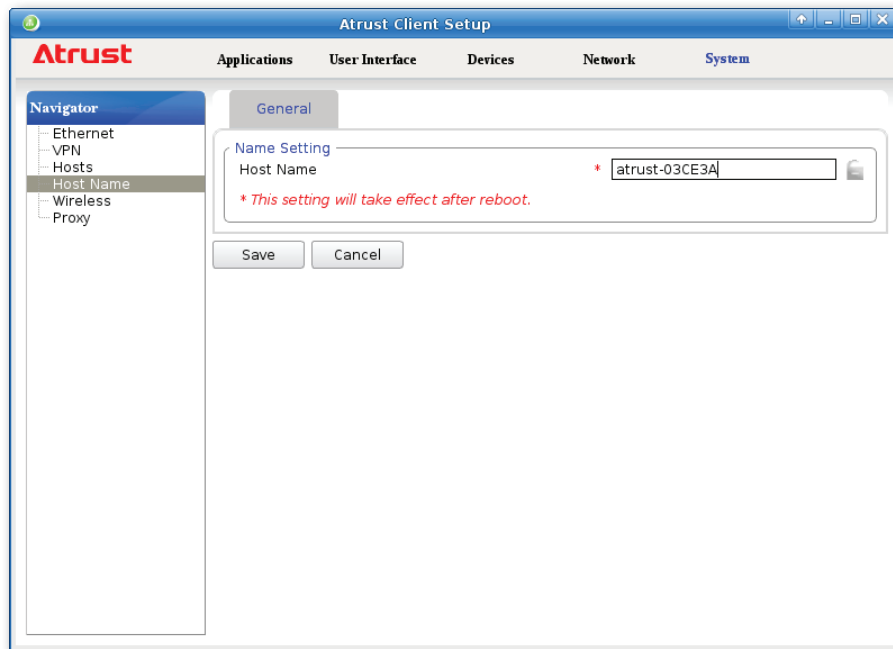 Atrust Client Setup
Atrust
Applications User Interface Devices Network System
Navigator
Ethernet
VPN
Hosts
Host Name
Wireless
Proxy
General
Name Setting
Host Name * atrust-03CE3A
* This setting will take effect after reboot.
Save Cancel